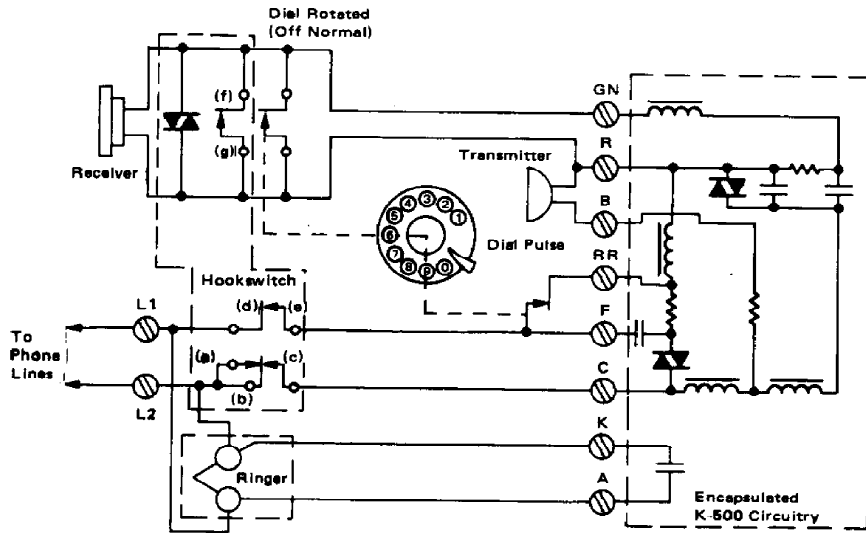 Dial Rotated
(Off Normal)
GN
(f)
Transmitter
R
(g)
Receiver
B
3
4
2
5
1
6
Dial Pulse
7
8
9
0
RR
Hookswitch
L1
(d)
(e)
F
To
Phone
Lines
(a)
(c)
C
(b)
L2
K
Ringer
A
Encapsulated
K-500 Circuitry